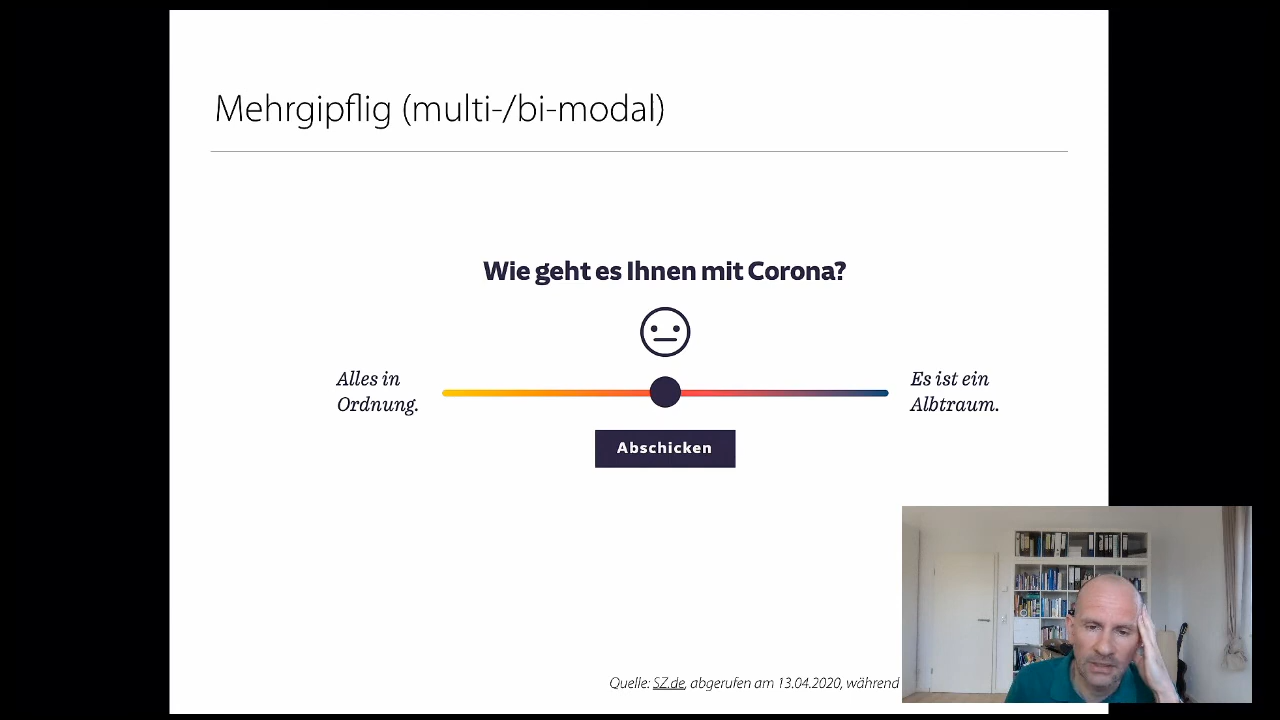 Mehrgipflig (multi-/bi-modal)
Wie geht es Ihnen mit Corona?
Alles in
Ordnung.
Es ist ein
Albtraum.
Abschicken
Quelle: SZ.de, abgerufen am 13.04.2020, während